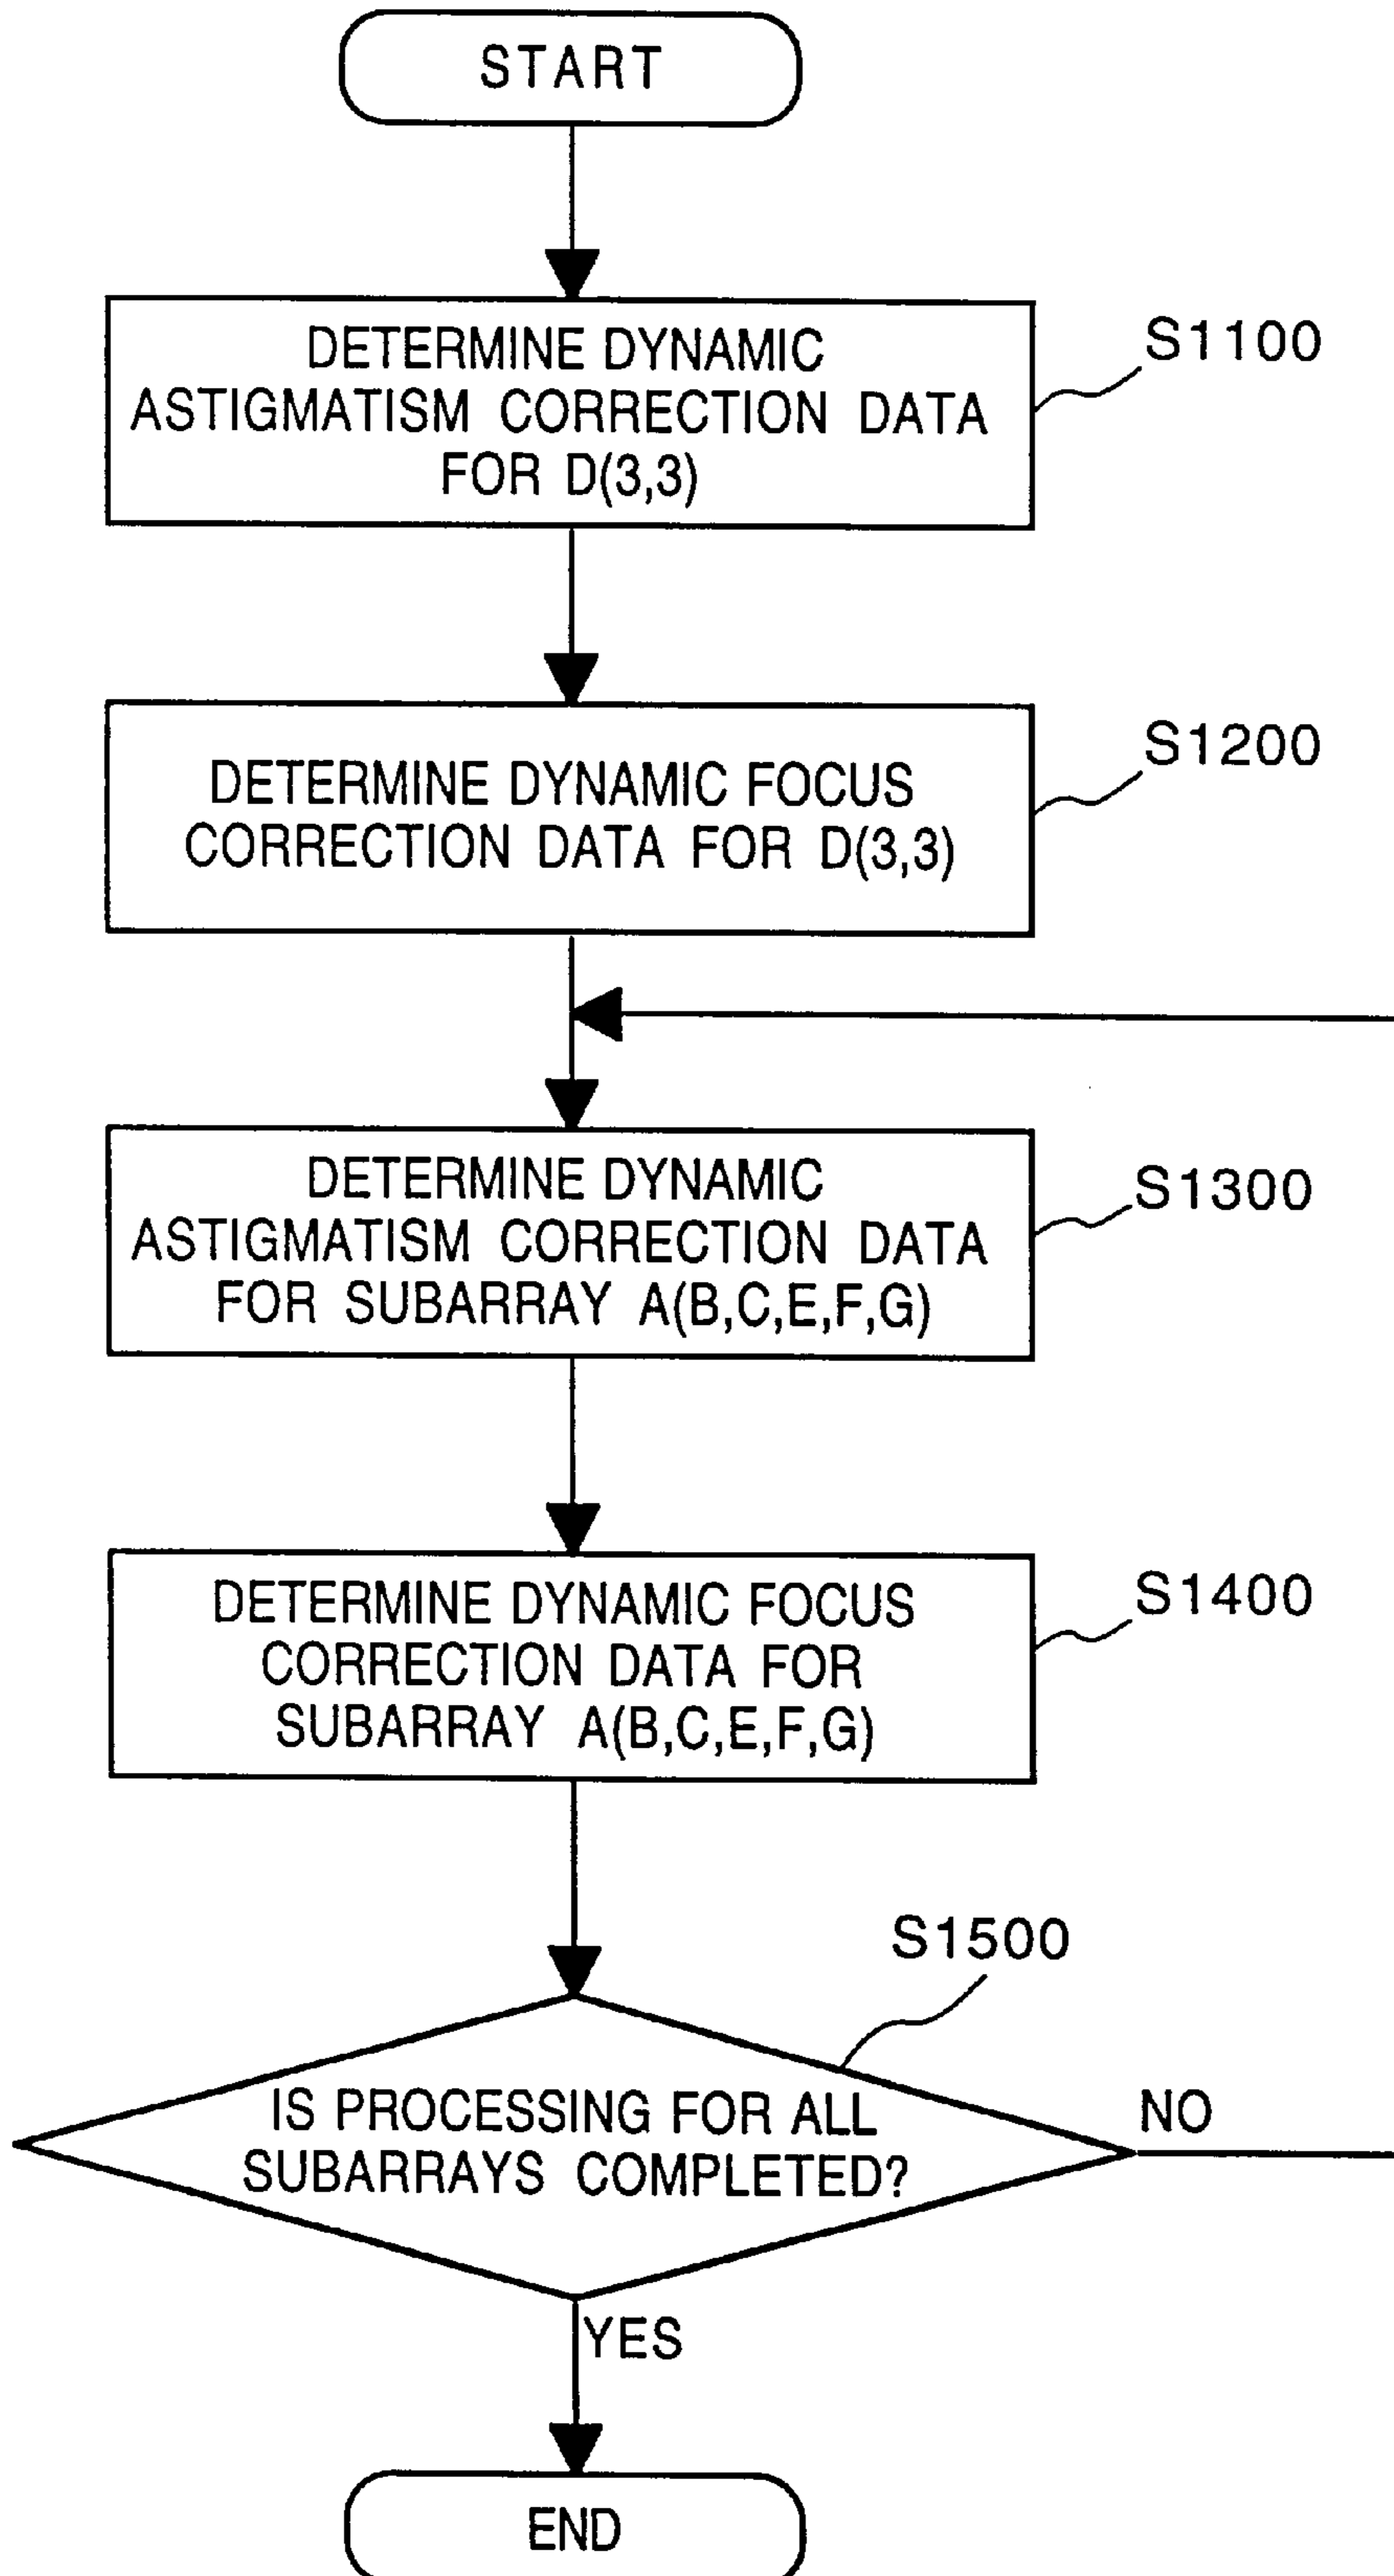 START
DETERMINE DYNAMIC
ASTIGMATISM CORRECTION DATA
FOR D(3,3)
S1100
DETERMINE DYNAMIC FOCUS
CORRECTION DATA FOR D(3,3)
S1200
DETERMINE DYNAMIC
ASTIGMATISM CORRECTION DATA
FOR SUBARRAY A(B,C,E,F,G)
S1300
DETERMINE DYNAMIC FOCUS
CORRECTION DATA FOR
SUBARRAY A(B,C,E,F,G)
S1400
S1500
IS PROCESSING FOR ALL
SUBARRAYS COMPLETED?
NO
YES
END